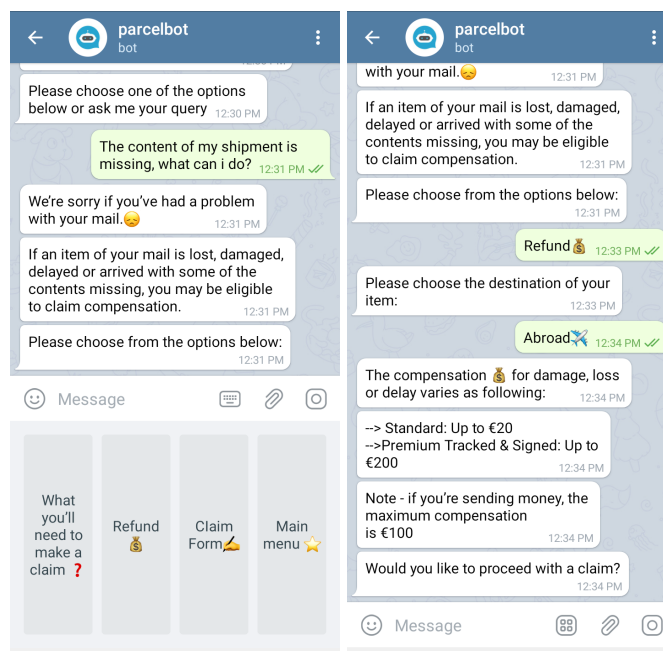 parcelbot
bot
Please choose one of the options
below or ask me your query 12:30 PM
The content of my shipment is
missing, what can i do? 12:31 PM
We're sorry if you've had a problem
with your mail.😞 12:31 PM
If an item of your mail is lost, damaged,
delayed or arrived with some of the
contents missing, you may be eligible
to claim compensation. 12:31 PM
Please choose from the options below:
12:31 PM
Message
What
you'll
need to
make a
claim ❓
Refund
💰
Claim
Form✍
Main
menu ⭐
parcelbot
bot
with your mail.😞 12:31 PM
If an item of your mail is lost, damaged,
delayed or arrived with some of the
contents missing, you may be eligible
to claim compensation. 12:31 PM
Please choose from the options below:
12:31 PM
Refund💰 12:33 PM
Please choose the destination of your
item: 12:33 PM
Abroad✈ 12:34 PM
The compensation 💰 for damage, loss
or delay varies as following: 12:34 PM
--> Standard: Up to €20
-->Premium Tracked & Signed: Up to
€200 12:34 PM
Note - if you're sending money, the
maximum compensation
is €100 12:34 PM
Would you like to proceed with a claim?
12:34 PM
Message